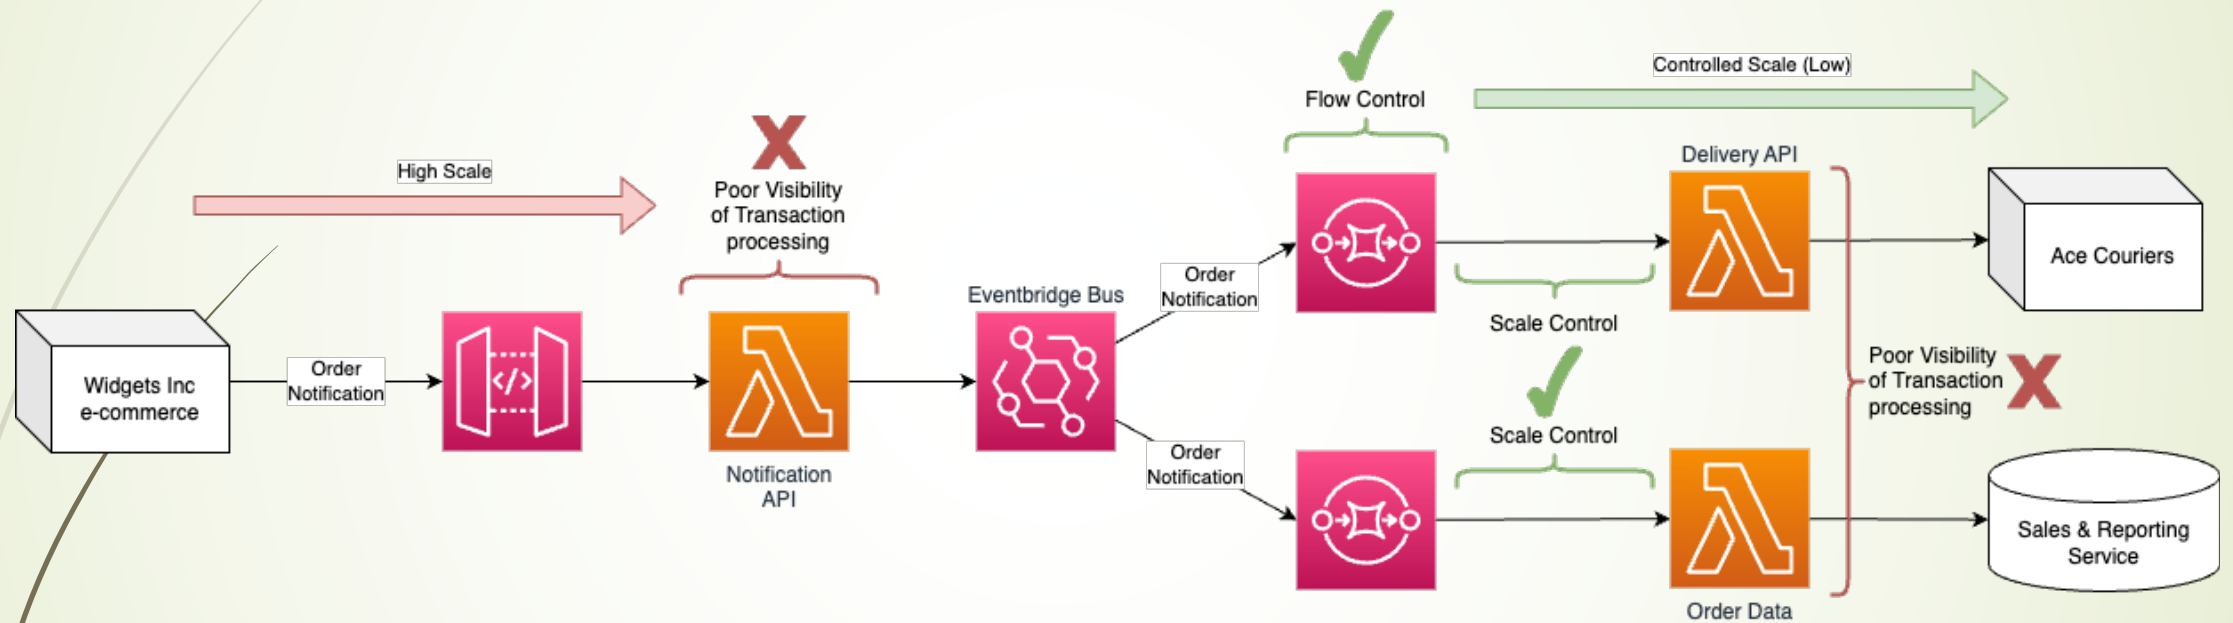 Flow Control
Controlled Scale (Low)
High Scale
Poor Visibility
of Transaction
processing
Delivery API
Ace Couriers
Order
Notification
Eventbridge Bus
Scale Control
Widgets Inc
e-commerce
Order
Notification
</>
Notification
API
Order
Notification
Scale Control
Poor Visibility
of Transaction
processing
Sales & Reporting
Service
Order Data